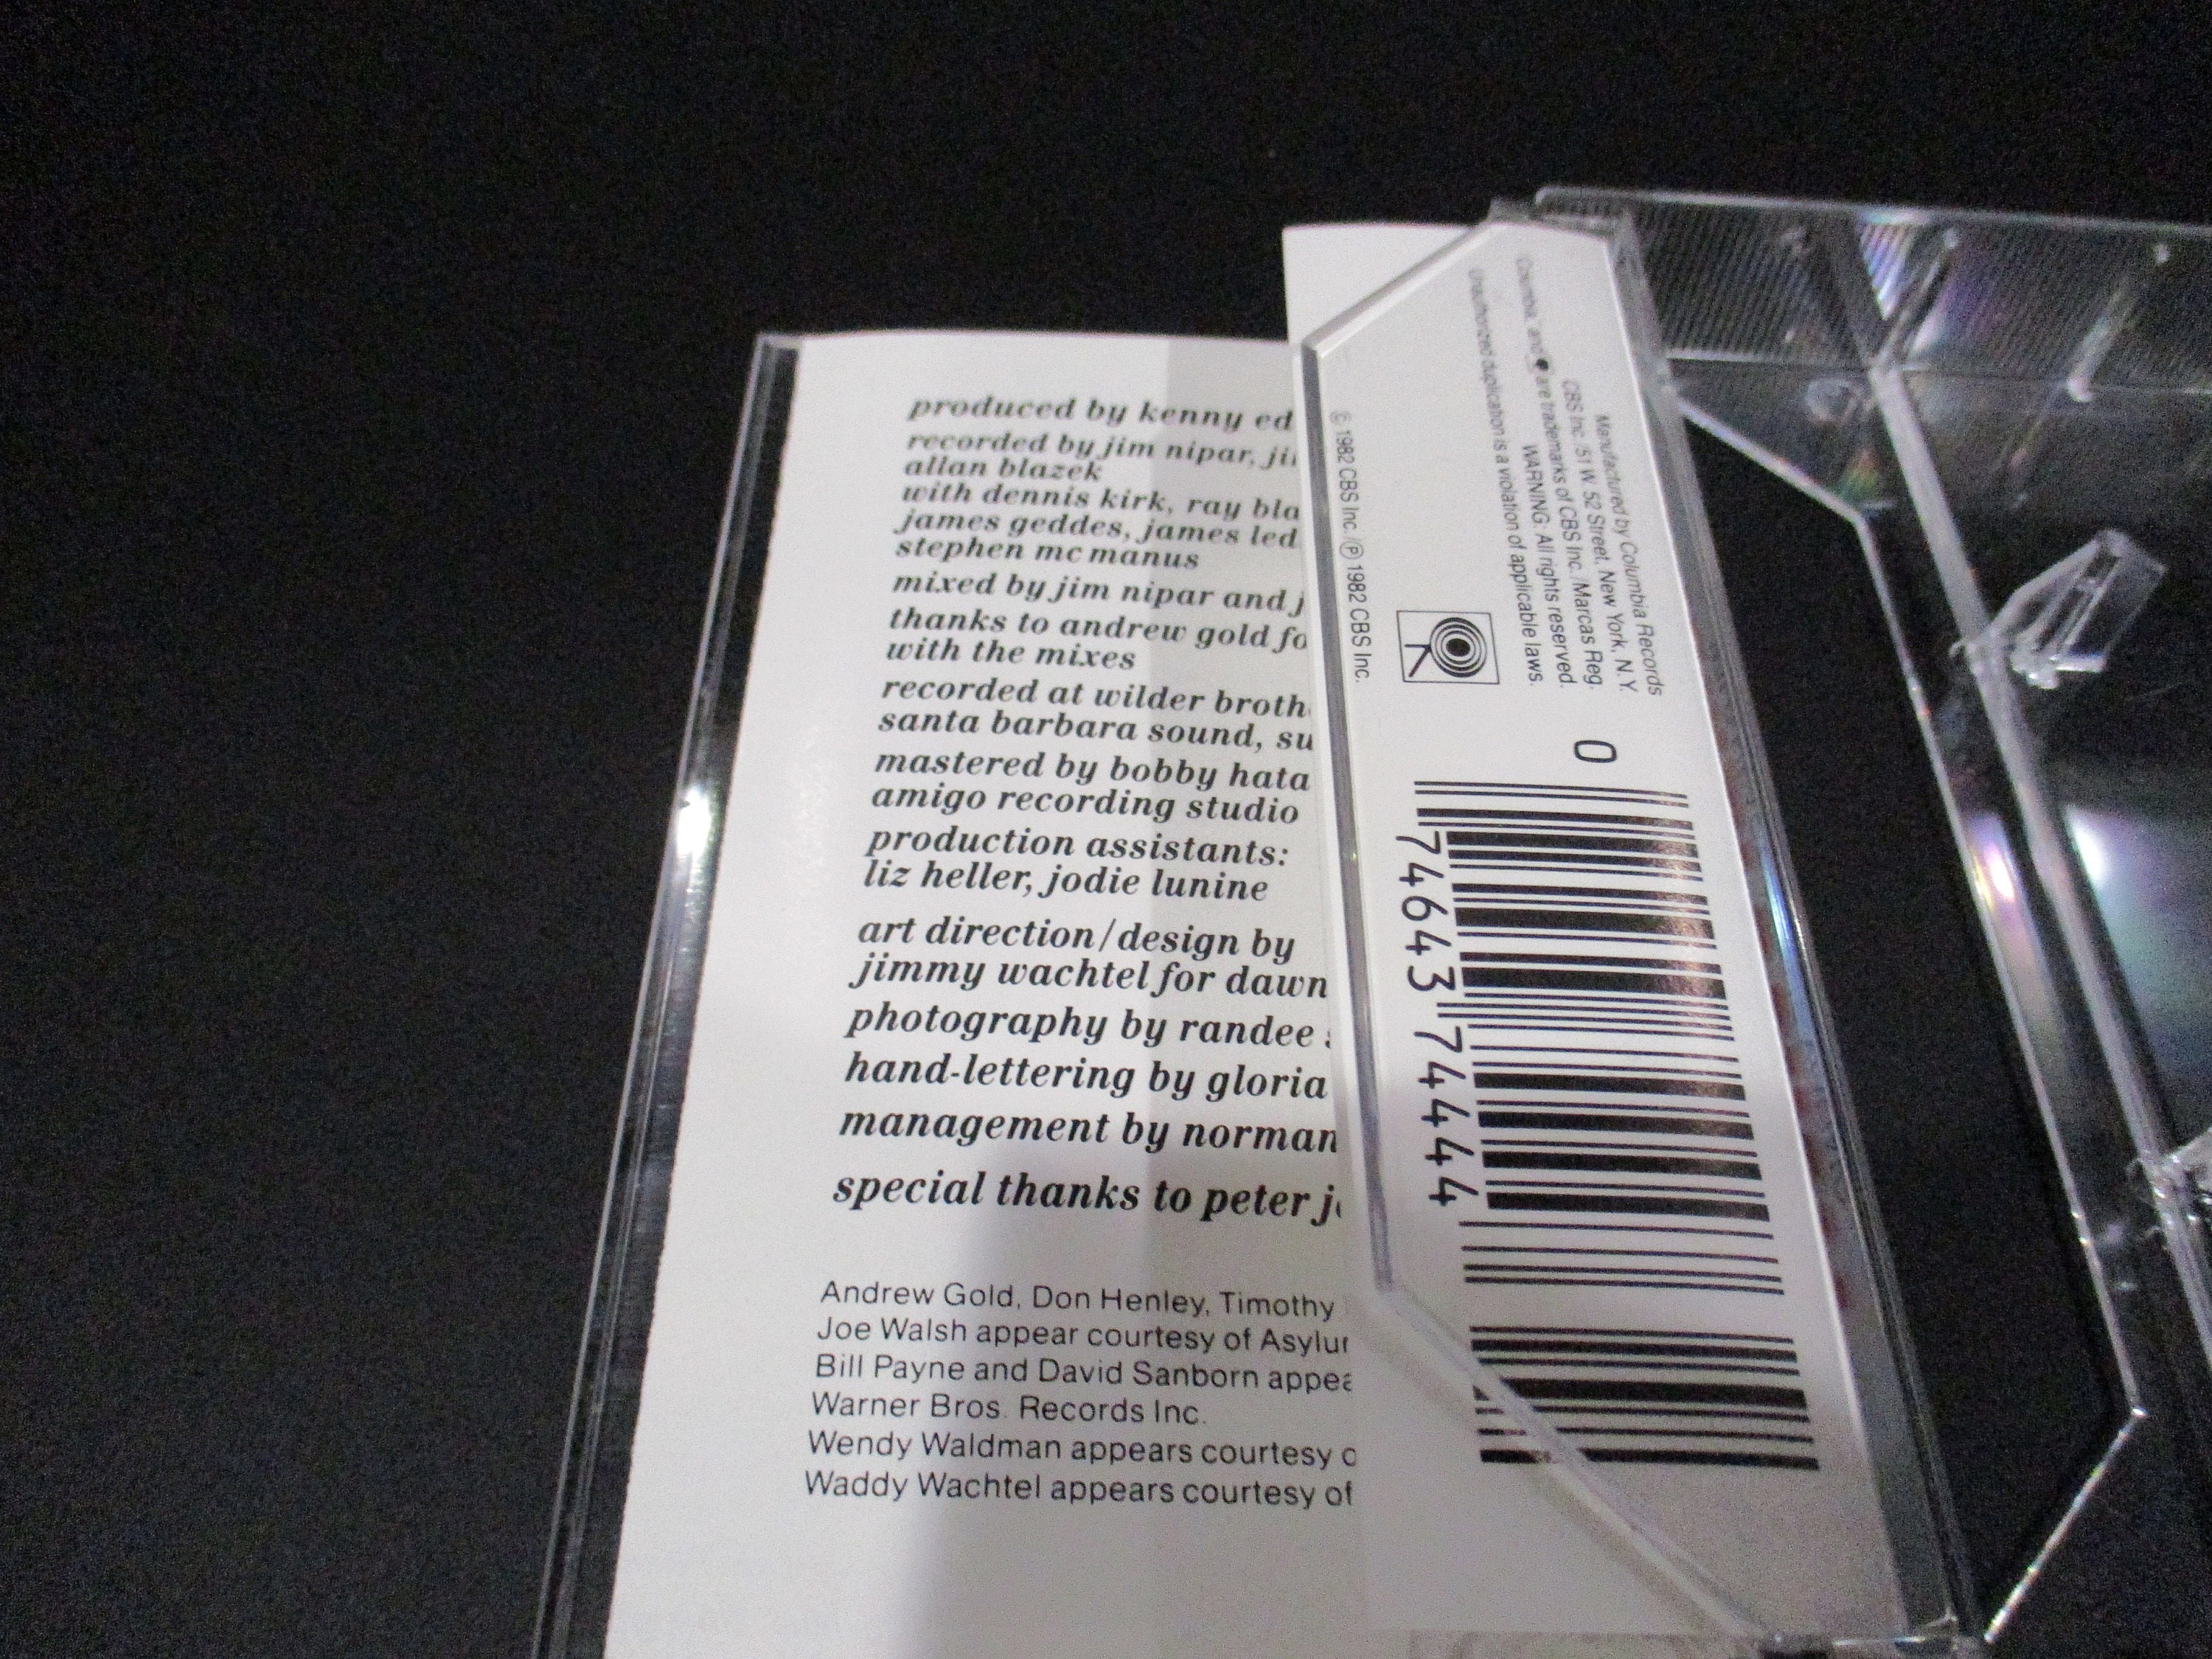 produced by kenny ed
recorded by jim nipar, ji
allan blazek
with dennis kirk, ray bla
james geddes, james led
stephen mc manus
mixed by jim nipar and j
thanks to andrew gold fo
with the mixes
recorded at wilder broth
santa barbara sound, su
mastered by bobby hata
amigo recording studio
production assistants:
liz heller, jodie lunine
art direction/design by
jimmy wachtel for dawn
photography by randee s
hand-lettering by gloria
management by norman
special thanks to peter j
Andrew Gold, Don Henley, Timothy
Joe Walsh appear courtesy of Asylu
Bill Payne and David Sanborn appea
Warner Bros. Records Inc.
Wendy Waldman appears courtesy o
Waddy Wachtel appears courtesy of
Manufactured by Columbia Records
CBS Inc./51 W. 52 Street, New York, N.Y.
Columbia, and are trademarks of CBS Inc./Marcas Reg.
WARNING: All rights reserved.
Unauthorized duplication is a violation of applicable laws.
© 1982 CBS Inc./℗ 1982 CBS Inc.
0
74643 74444